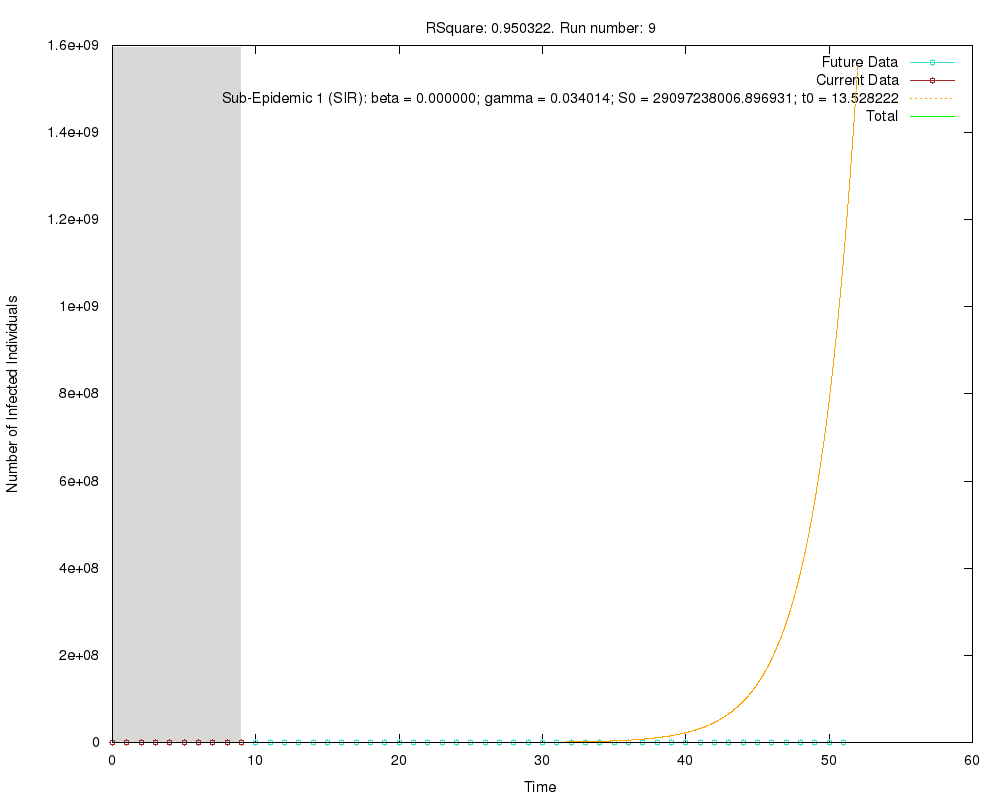 RSquare: 0.950322. Run number: 9
1.6e+09
1.4e+09
1.2e+09
1e+09
8e+08
6e+08
4e+08
2e+08
0
Number of Infected Individuals
Future Data
Current Data
Sub-Epidemic 1 (SIR): beta = 0.000000; gamma = 0.034014; S0 = 29097238006.896931; t0 = 13.528222
Total
0 10 20 30 40 50 60
Time